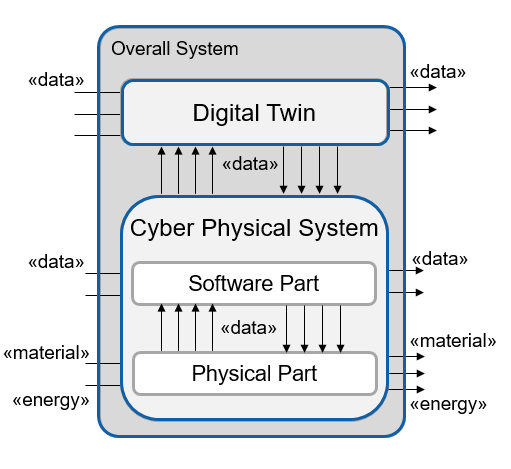 Overall System
«data»
«data»
Digital Twin
«data»
Cyber Physical System
«data»
«data»
Software Part
«data»
«material»
«material»
Physical Part
«energy»
«energy»